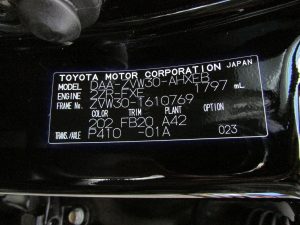 TOYOTA MOTOR CORPORATION JAPAN
MODEL DAA-ZVW30-AHXEB
ENGINE 2ZR-FXE 1797 mL
FRAME No. ZVW30-1610769
COLOR TRIM PLANT OPTION
202 FB20 A42
TRANS./AXLE P410 -01A 023